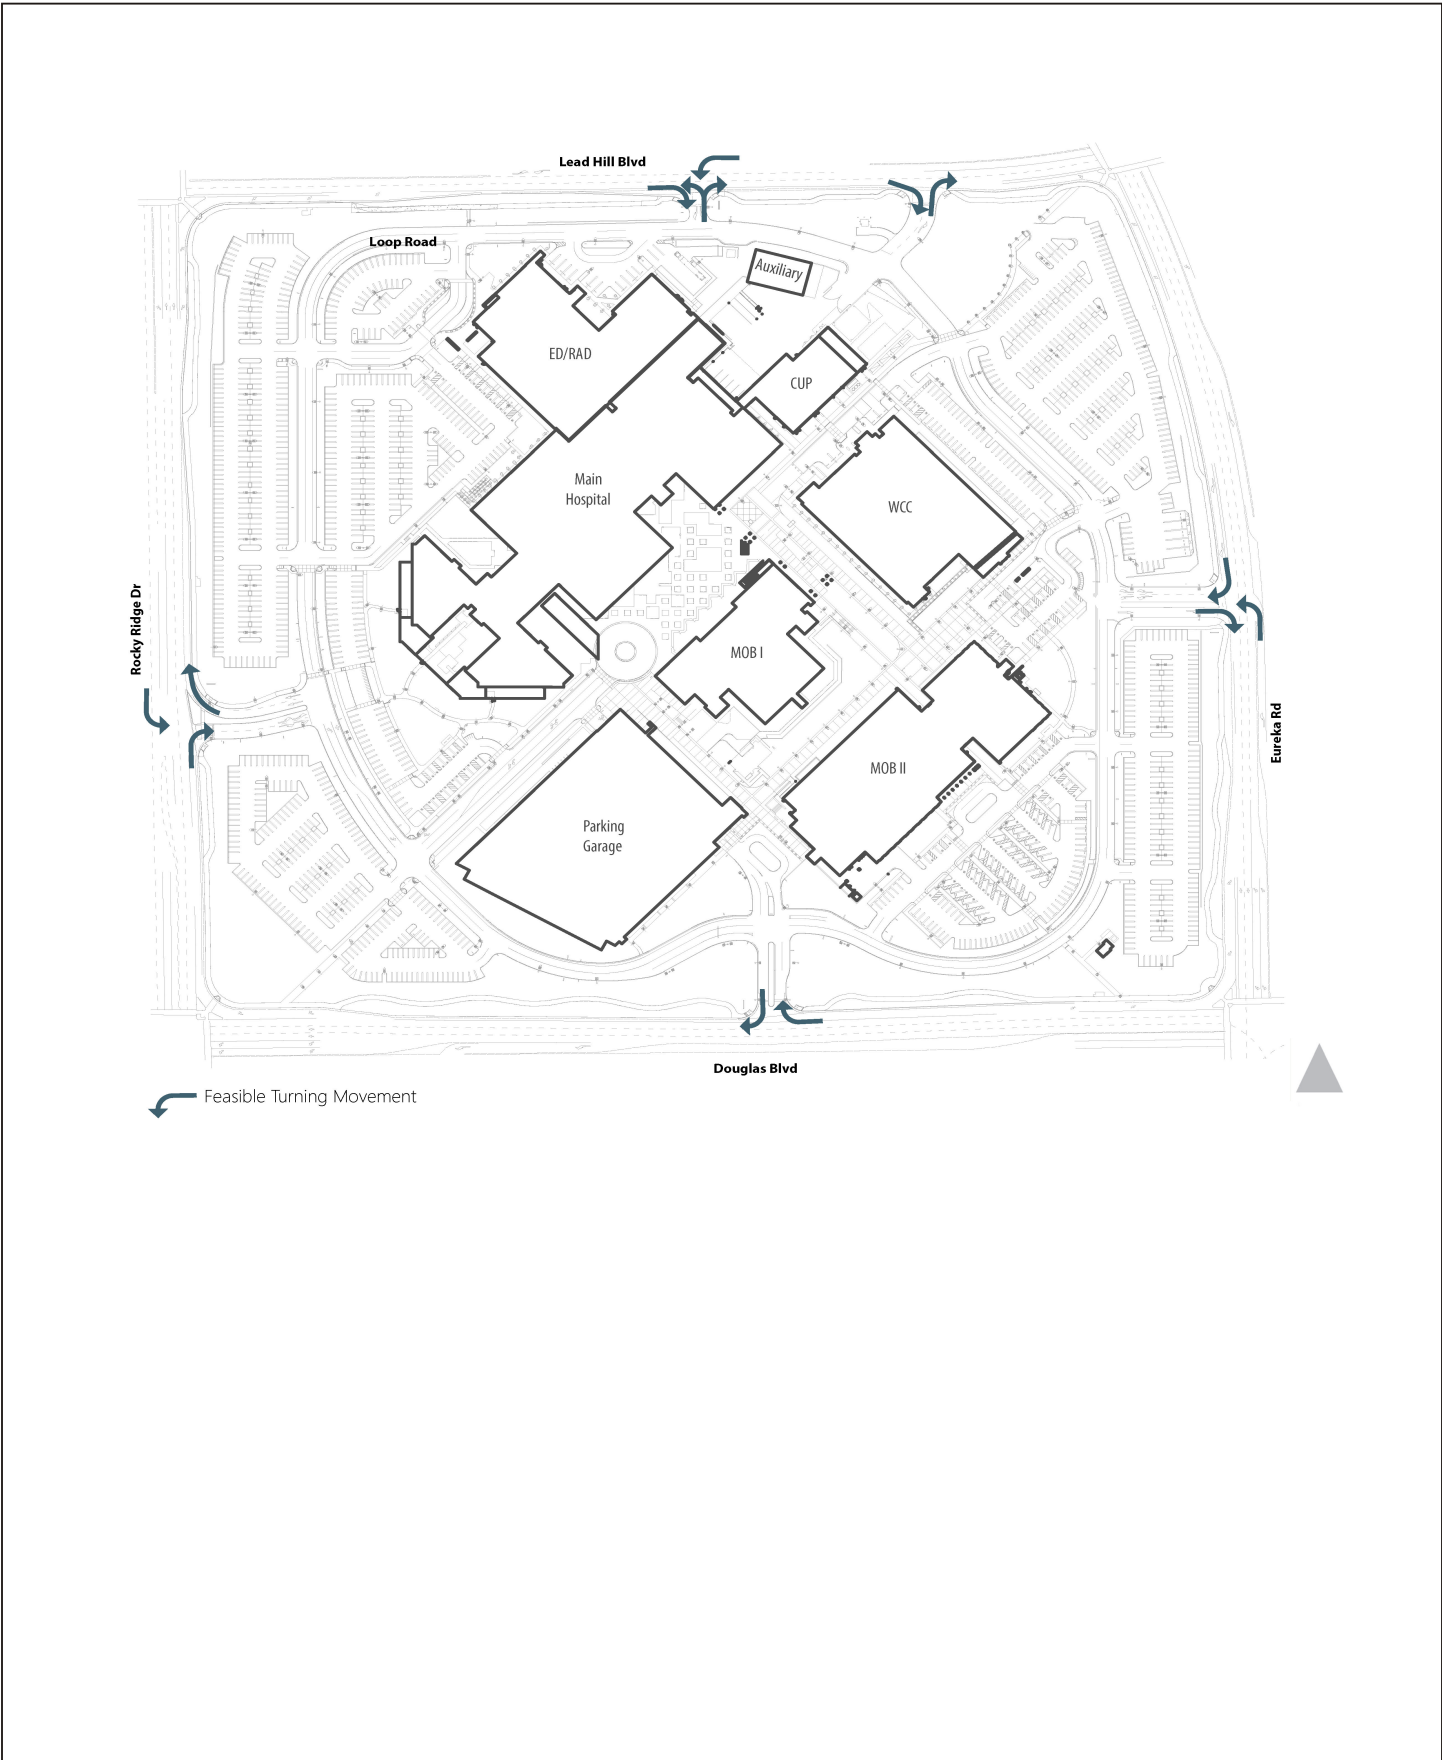 Lead Hill Blvd
Loop Road
Auxiliary
ED/RAD
CUP
Main
Hospital
WCC
Rocky Ridge Dr
MOB I
Eureka Rd
MOB II
Parking
Garage
Douglas Blvd
Feasible Turning Movement